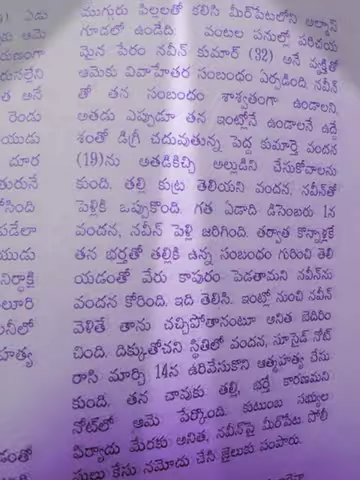 ముగ్గురు పిల్లలతో కలిసి మీర్‌పేటలోని అల్మాస్
గూడలో ఉండేది. వంటల పనుల్లో పరిచయ
మైన పేరం నవీన్ కుమార్ (32) అనే వ్యక్తితో
ఆమెకు వివాహేతర సంబంధం ఏర్పడింది. నవీన్
తో తన సంబంధం శాశ్వతంగా ఉండాలని,
అతడు ఎప్పుడూ తన ఇంట్లోనే ఉండాలనే ఉద్దే
శంతో డిగ్రీ చదువుతున్న పెద్ద కుమార్తె వందన
(19)ను అతడికిచ్చి అల్లుడిని చేసుకోవాలను
కుంది. తల్లి కుట్ర తెలియని వందన, నవీన్‌తో
పెళ్లికి ఒప్పుకొంది. గత ఏడాది డిసెంబరు 1న
వందన, నవీన్ పెళ్లి జరిగింది. తర్వాత కొన్నాళ్లకే
తన భర్తతో తల్లికి ఉన్న సంబంధం గురించి తెలి
యడంతో వేరు కాపురం పెడతామని నవీన్‌ను
వందన కోరింది. ఇది తెలిసి. ఇంట్లో నుంచి నవీన్
వెళితే తాను చచ్చిపోతానంటూ అనిత బెదిరిం
చింది. దిక్కుతోచని స్థితిలో వందన, సూసైడ్ నోట్
రాసి మార్చి 14న ఉరివేసుకొని ఆత్మహత్య చేసు
కుంది. తన చావుకు తల్లి, భర్తే కారణమని
నోట్‌లో ఆమె పేర్కొంది. కుటుంబ సభ్యుల
ఫిర్యాదు మేరకు అనిత, నవీన్‌పై మీర్‌పేట పోలీ
సులు కేసు నమోదు చేసి జైలుకు పంపారు.